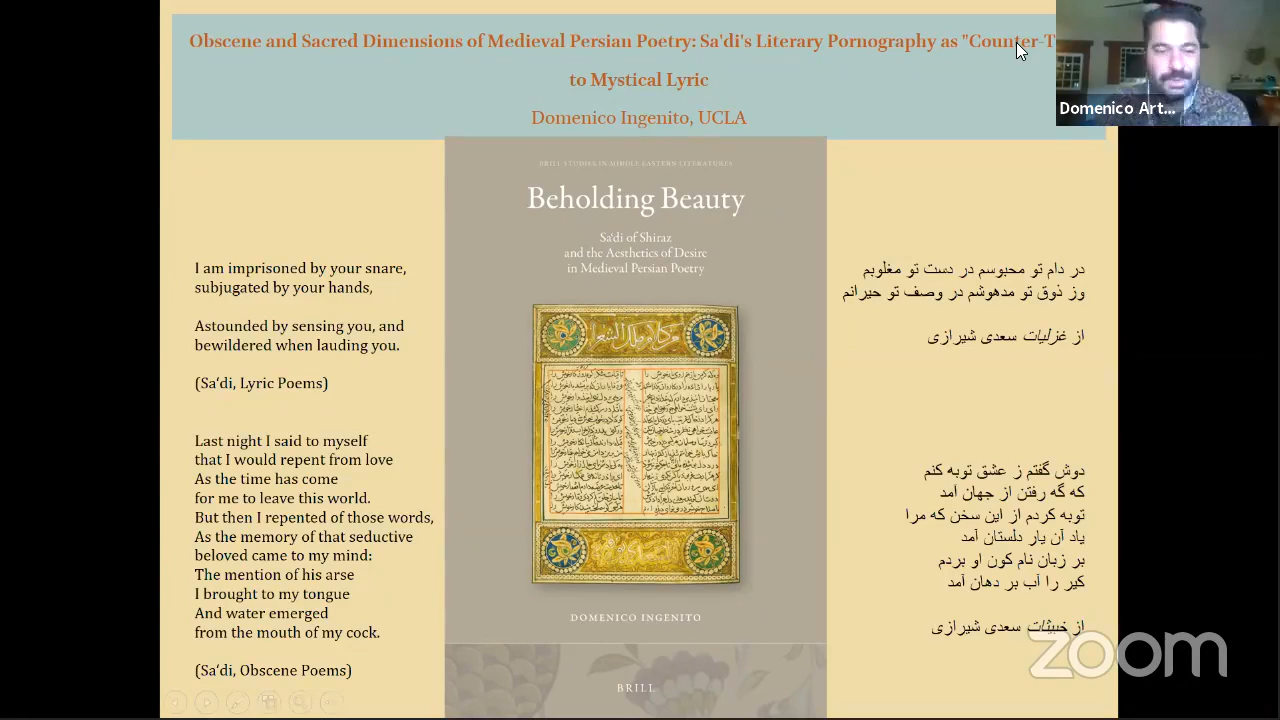 Obscene and Sacred Dimensions of Medieval Persian Poetry: Sa'di's Literary Pornography as "Counter-T
to Mystical Lyric
Domenico Ingenito, UCLA
Domenico Art...
I am imprisoned by your snare,
subjugated by your hands,
Astounded by sensing you, and
bewildered when lauding you.
(Sa'di, Lyric Poems)
Last night I said to myself
that I would repent from love
As the time has come
for me to leave this world.
But then I repented of those words,
As the memory of that seductive
beloved came to my mind:
The mention of his arse
I brought to my tongue
And water emerged
from the mouth of my cock.
(Sa'di, Obscene Poems)
BRILL STUDIES IN MIDDLE EASTERN LITERATURES
Beholding Beauty
Sa'di of Shiraz
and the Aesthetics of Desire
in Medieval Persian Poetry
DOMENICO INGENITO
BRILL
در دام تو محبوسم در دست تو مغلوبم
وز ذوق تو مدهوشم در وصف تو حیرانم
از غزلیات سعدی شیرازی
دوش گفتم ز عشق توبه کنم
که گه رفتن از جهان آمد
توبه کردم از این سخن که مرا
یاد آن یار دلستان آمد
بر زبان نام کون او بردم
کیر را آب بر دهان آمد
از خبیثات سعدی شیرازی
zoom